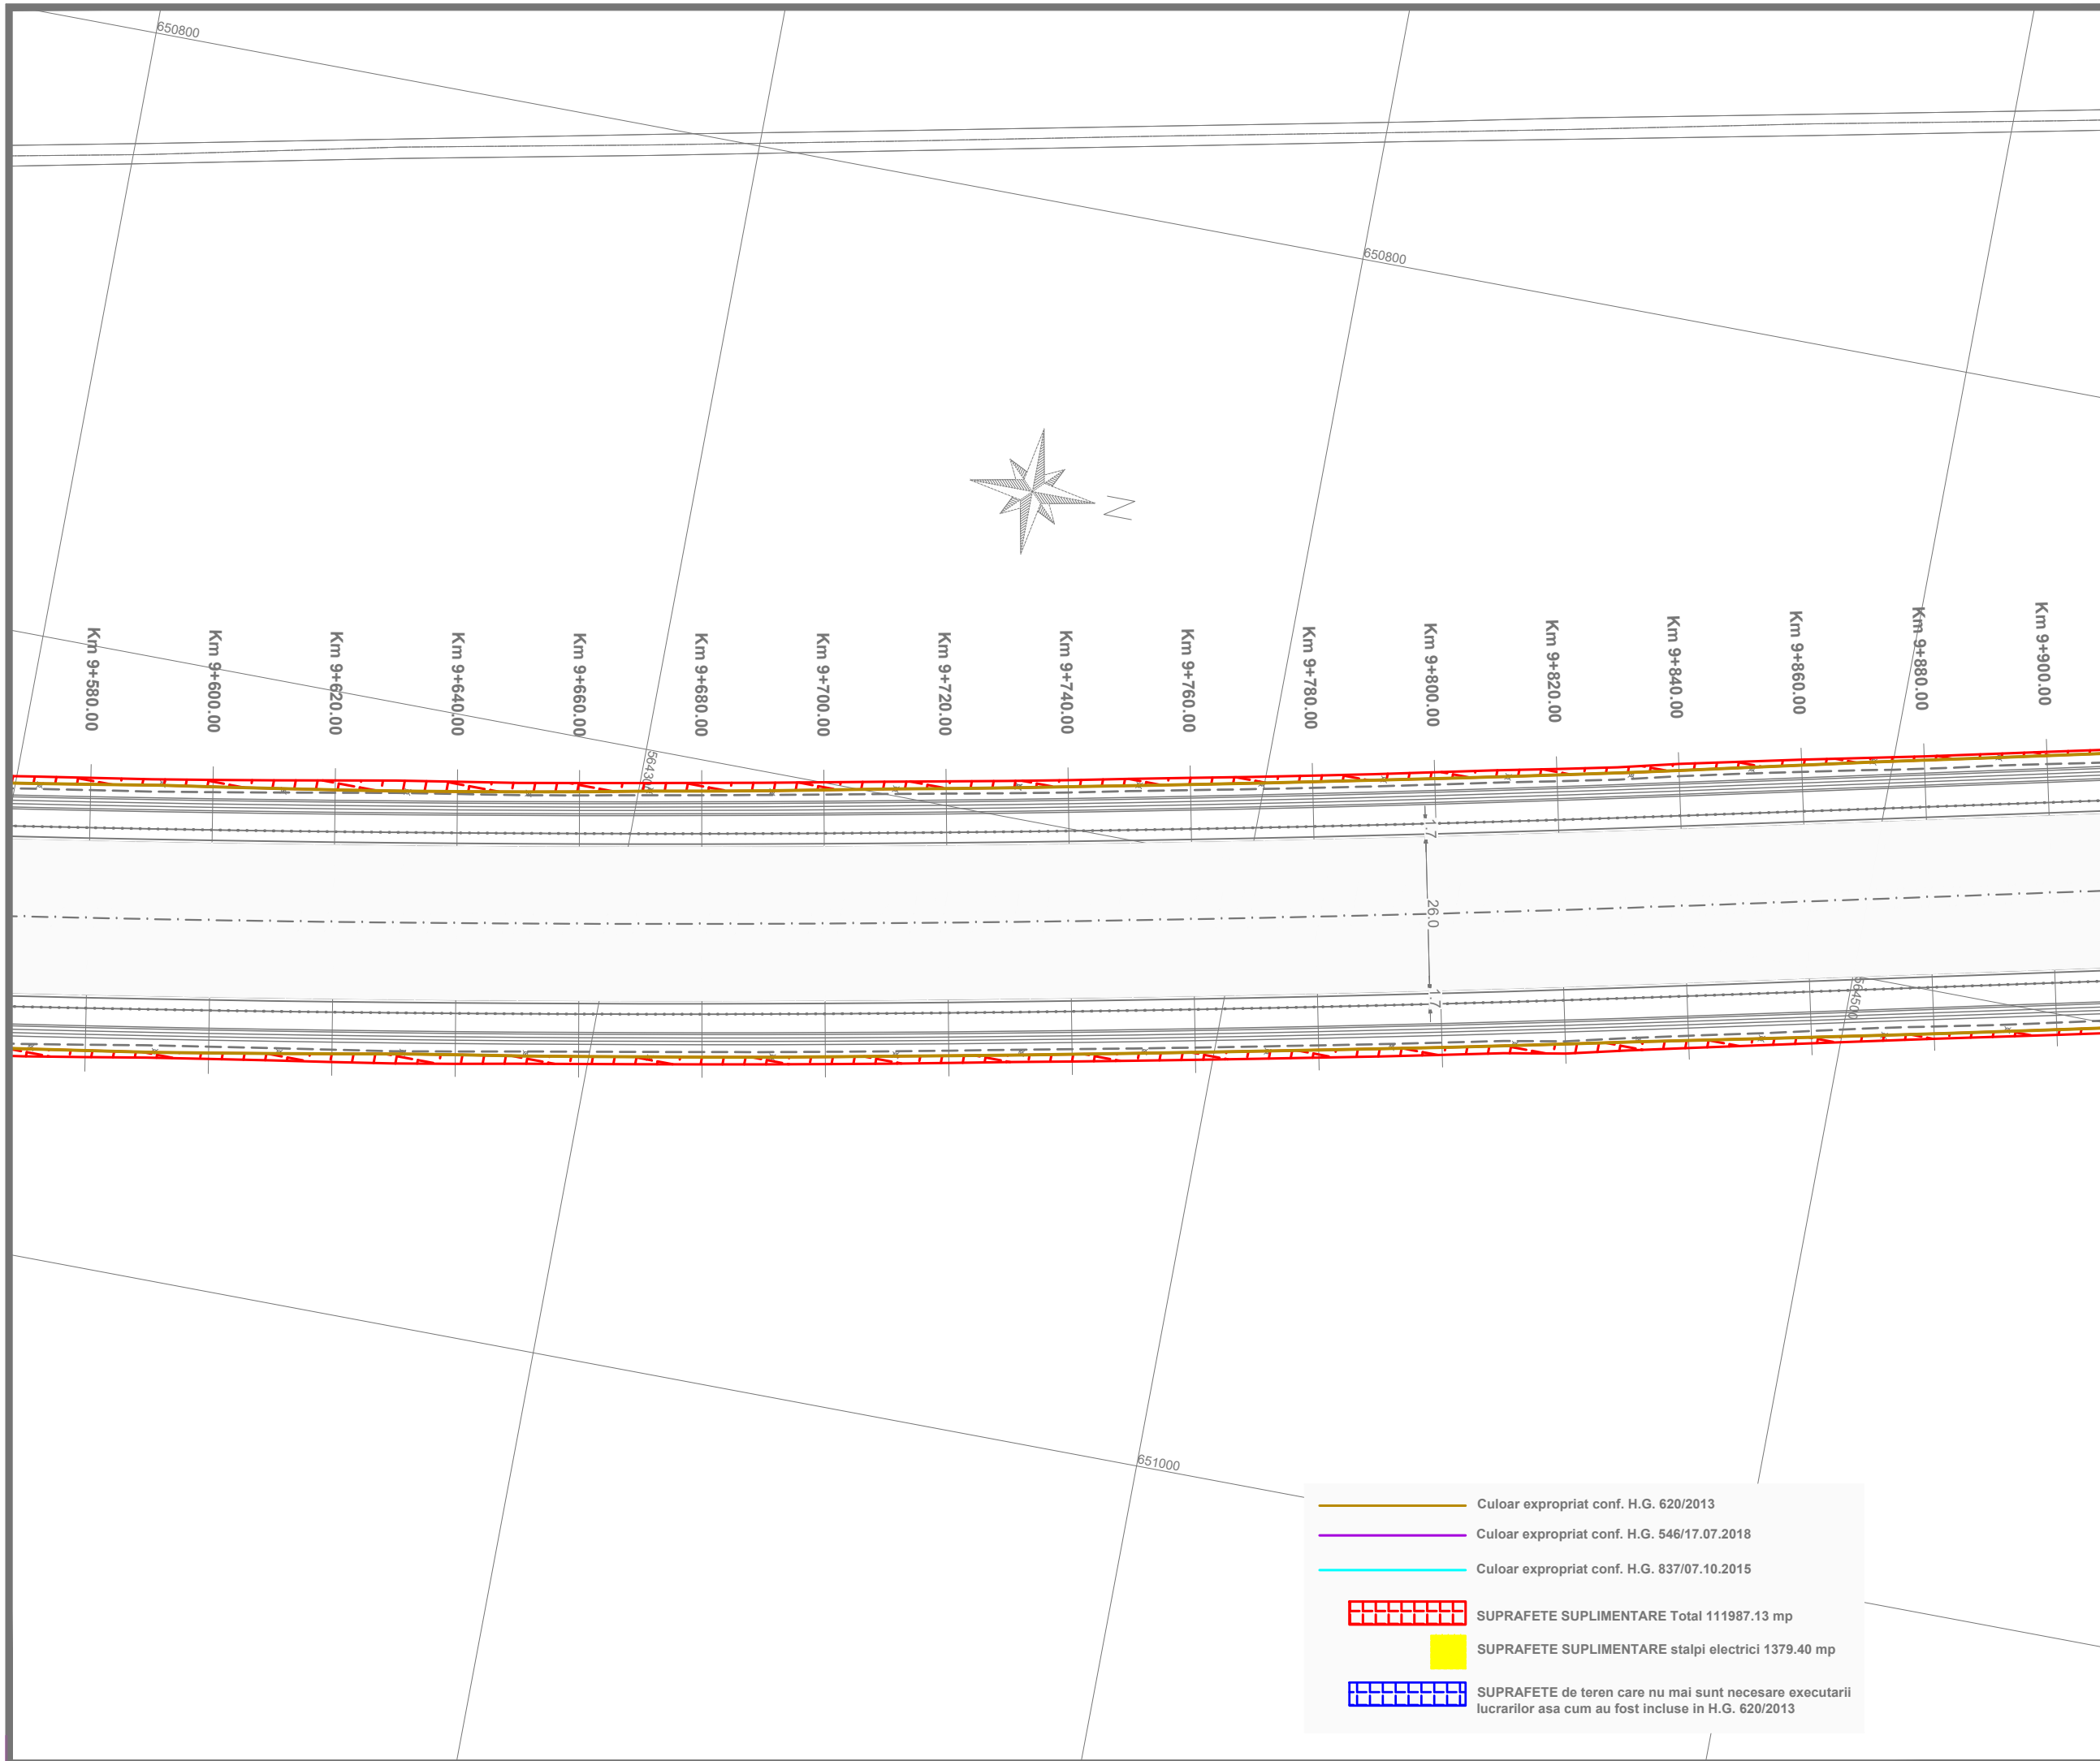 650800
650800
N
Km 9+580.00
Km 9+600.00
Km 9+620.00
Km 9+640.00
Km 9+660.00
Km 9+680.00
Km 9+700.00
Km 9+720.00
Km 9+740.00
Km 9+760.00
Km 9+780.00
Km 9+800.00
Km 9+820.00
Km 9+840.00
Km 9+860.00
Km 9+880.00
Km 9+900.00
1.7
26.0
1.7
564500
651000
Culoar expropriat conf. H.G. 620/2013
Culoar expropriat conf. H.G. 546/17.07.2018
Culoar expropriat conf. H.G. 837/07.10.2015
SUPRAFETE SUPLIMENTARE Total 111987.13 mp
SUPRAFETE SUPLIMENTARE stalpi electrici 1379.40 mp
SUPRAFETE de teren care nu mai sunt necesare executarii
lucrarilor asa cum au fost incluse in H.G. 620/2013